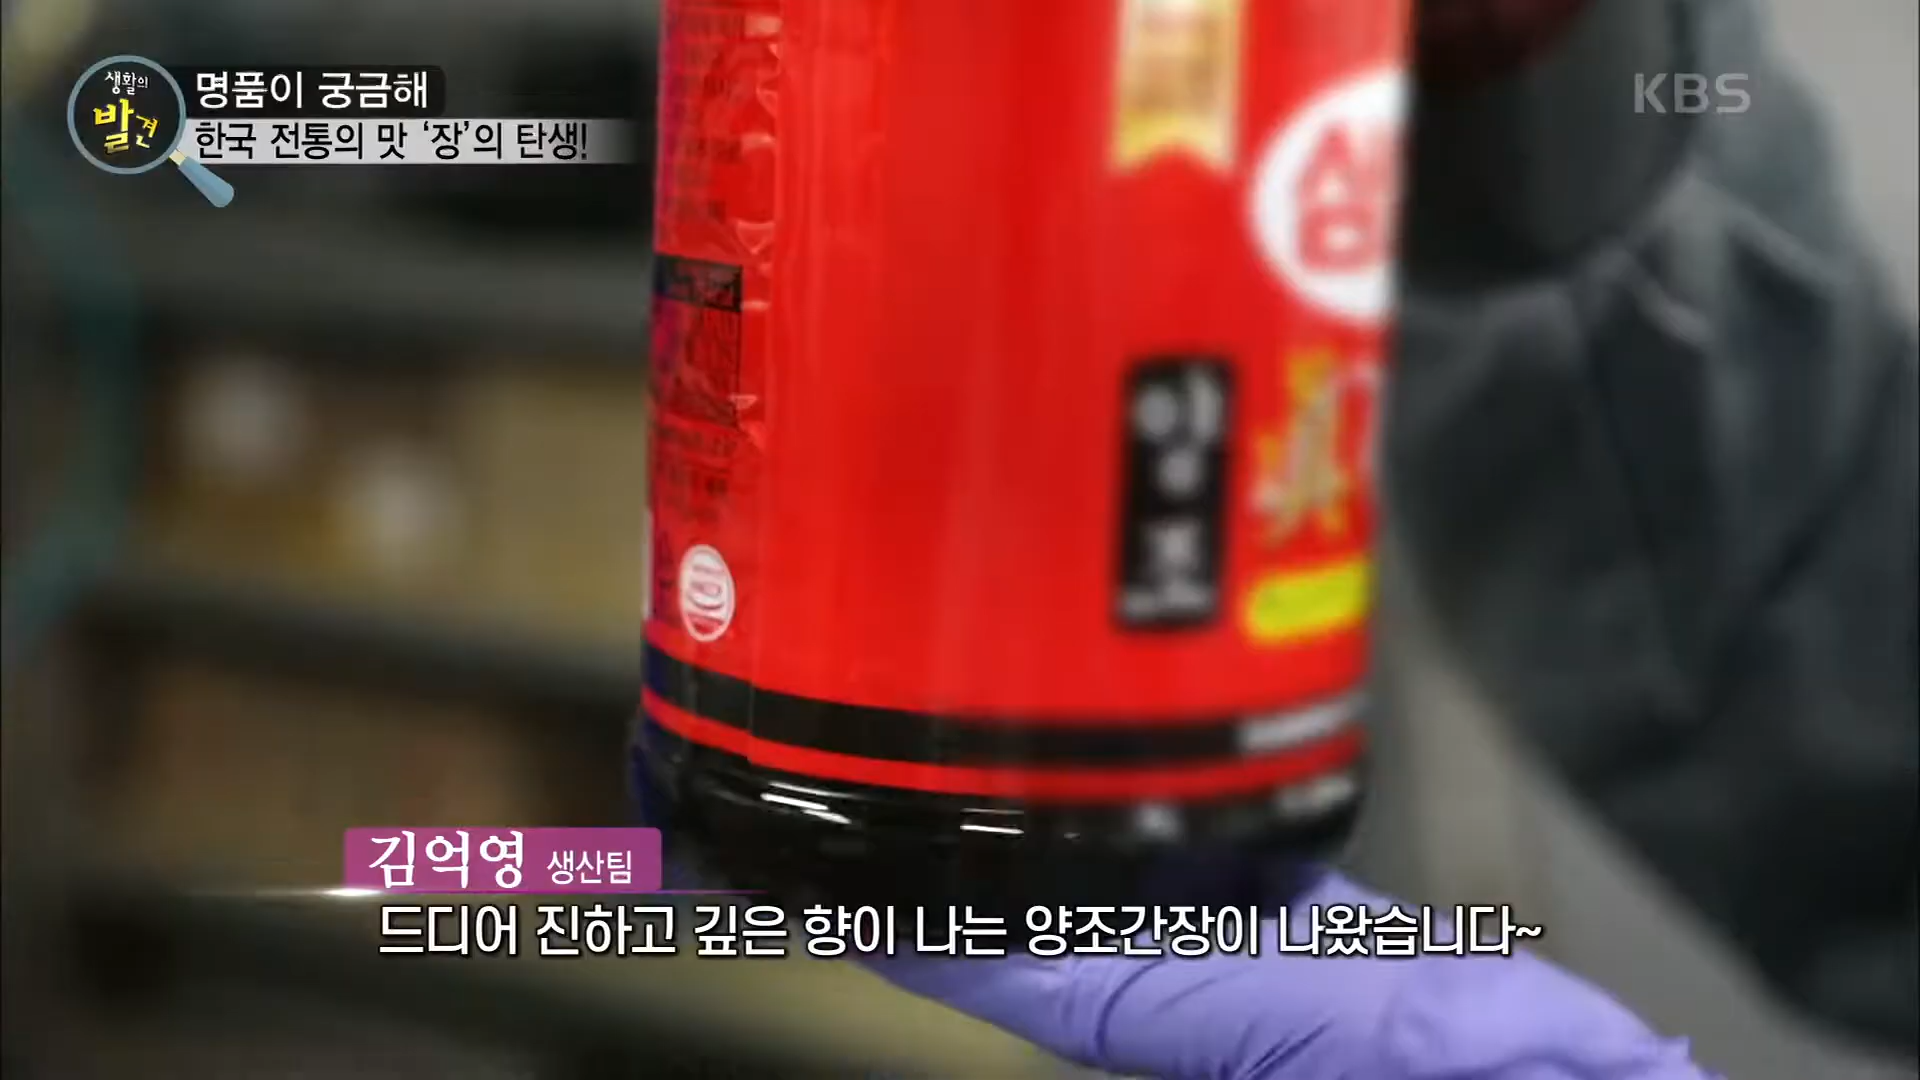 생활의
발견
명품이 궁금해
한국 전통의 맛 ‘장’의 탄생!
KBS
양조
김억영 생산팀
드디어 진하고 깊은 향이 나는 양조간장이 나왔습니다~